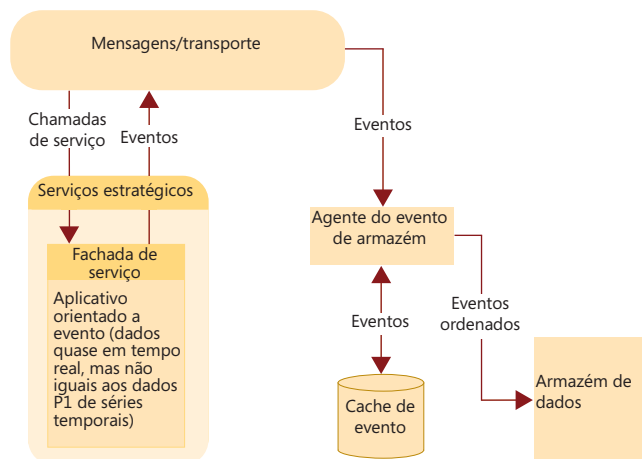 Mensagens/transporte
Chamadas
de serviço
Eventos
Eventos
Serviços estratégicos
Fachada de
serviço
Aplicativo
orientado a
evento (dados
quase em tempo
real, mas não
iguais aos dados
P1 de séries
temporais)
Agente do evento
de armazém
Eventos
Eventos
ordenados
Cache de
evento
Armazém de
dados